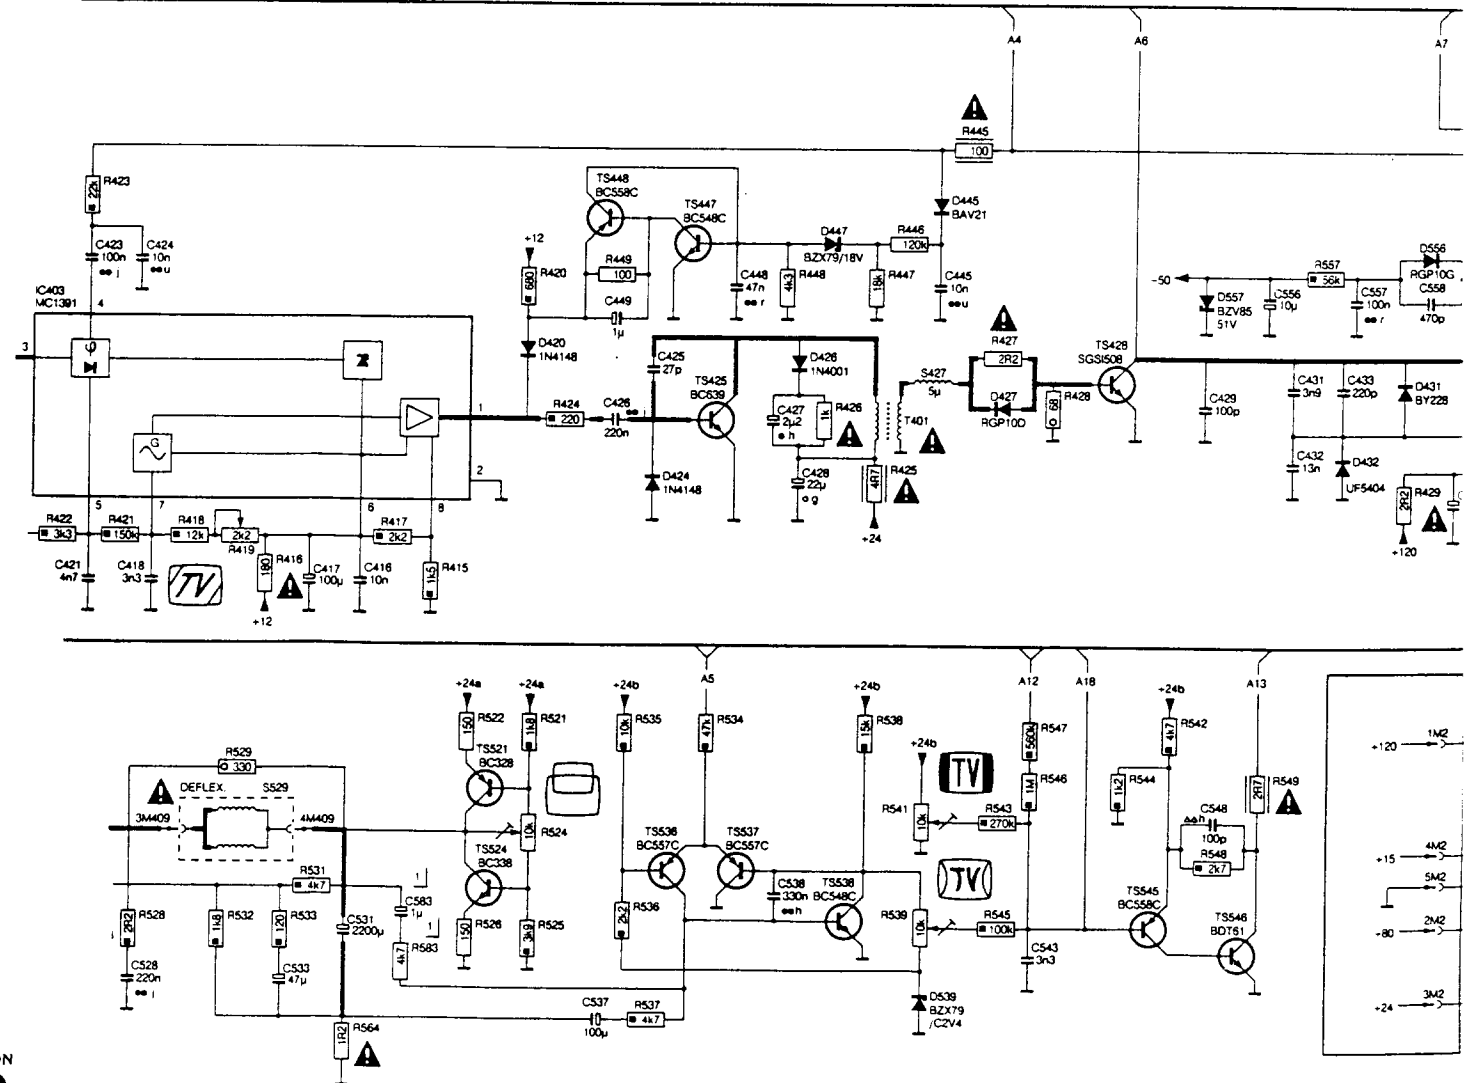 A4
A6
A7
R445
100
R423
22k
C423
100n
C424
10n
IC403
MC1391
4
3
1
2
5
7
6
8
G
+12
R420
680
TS448
BC558C
R449
100
C449
1µ
TS447
BC548C
D447
BZX79/18V
R446
120k
D445
BAV21
C448
47n
R448
4k3
R447
18k
C445
10n
D420
1N4148
C425
27p
TS425
BC639
R424
220
C426
220n
D424
1N4148
D426
1N4001
C427
2µ2
R426
1k
C428
22µ
R425
4R7
+24
T401
S427
5µ
R427
2R2
D427
RGP10D
R428
68
TS428
SGSI508
C429
100p
-50
D557
BZV85
51V
C556
10µ
R557
56k
C557
100n
D556
RGP10G
C558
470p
C431
3n9
C433
220p
D431
BY228
C432
13n
D432
UF5404
R429
2R2
+120
R422
3k3
R421
150k
R418
12k
2k2
R419
R416
180
+12
C421
4n7
C418
3n3
TV
C417
100µ
C416
10n
R417
2k2
R415
1k5
A5
A12
A18
A13
R529
330
DEFLEX.
S529
3M409
4M409
R531
4k7
R528
2R2
C528
220n
R532
1k8
R533
120
C533
47µ
C531
2200µ
R564
1R2
C583
1µ
R583
4k7
+24a
R522
150
+24a
R521
1k8
TS521
BC328
R524
10k
TS524
BC338
R526
150
R525
3k9
+24b
R535
10k
R534
47k
TS536
BC557C
TS537
BC557C
R536
2k2
C537
100µ
R537
4k7
C538
330n
TS538
BC548C
+24b
R538
15k
+24b
R541
10k
TV
TV
R539
10k
D539
BZX79
/C2V4
R543
270k
R547
560k
R546
1M
R545
100k
C543
3n3
+24b
R542
4k7
R544
1k2
C548
100p
R548
2k7
R549
2R7
TS545
BC558C
TS546
BDT61
+120
1M2
+15
4M2
5M2
-80
2M2
+24
3M2